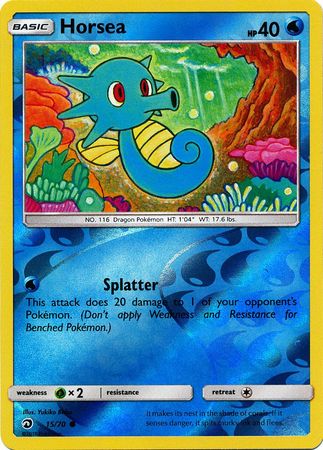 BASIC
Horsea
HP 40
NO. 116 Dragon Pokémon HT: 1'04" WT: 17.6 lbs.
Splatter
This attack does 20 damage to 1 of your opponent's
Pokémon. (Don't apply Weakness and Resistance for
Benched Pokémon.)
weakness × 2 resistance retreat
Illus. Yukiko Baba
15/70
It makes its nest in the shade of corals. If it
senses danger, it spits murky ink and flees.